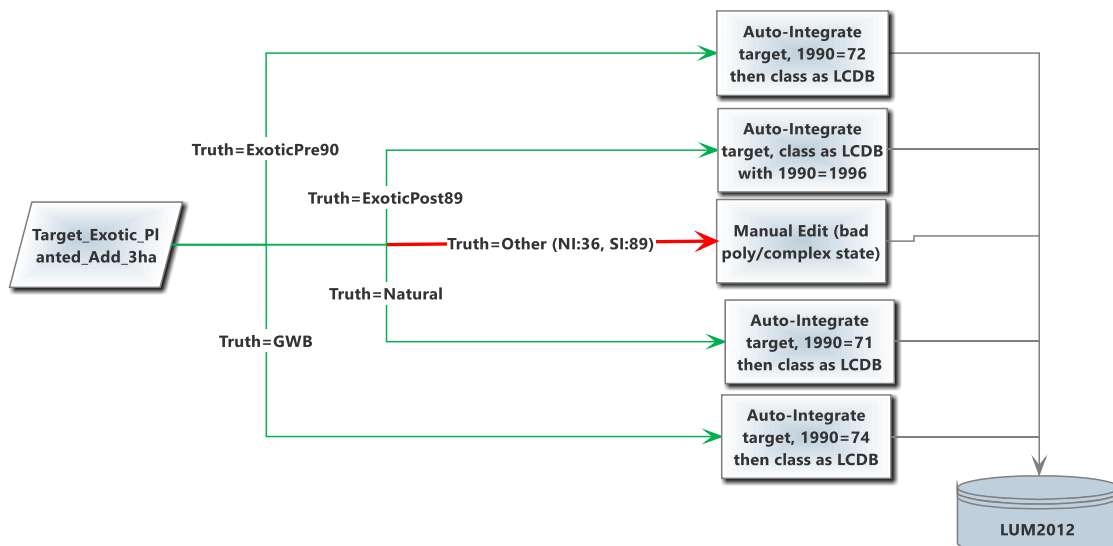 Auto-Integrate
target, 1990=72
then class as LCDB
Truth=ExoticPre90
Auto-Integrate
target, class as LCDB
with 1990=1996
Truth=ExoticPost89
Target_Exotic_Pl
anted_Add_3ha
Truth=Other (NI:36, SI:89)
Manual Edit (bad
poly/complex state)
Truth=Natural
Auto-Integrate
target, 1990=71
then class as LCDB
Truth=GWB
Auto-Integrate
target, 1990=74
then class as LCDB
LUM2012